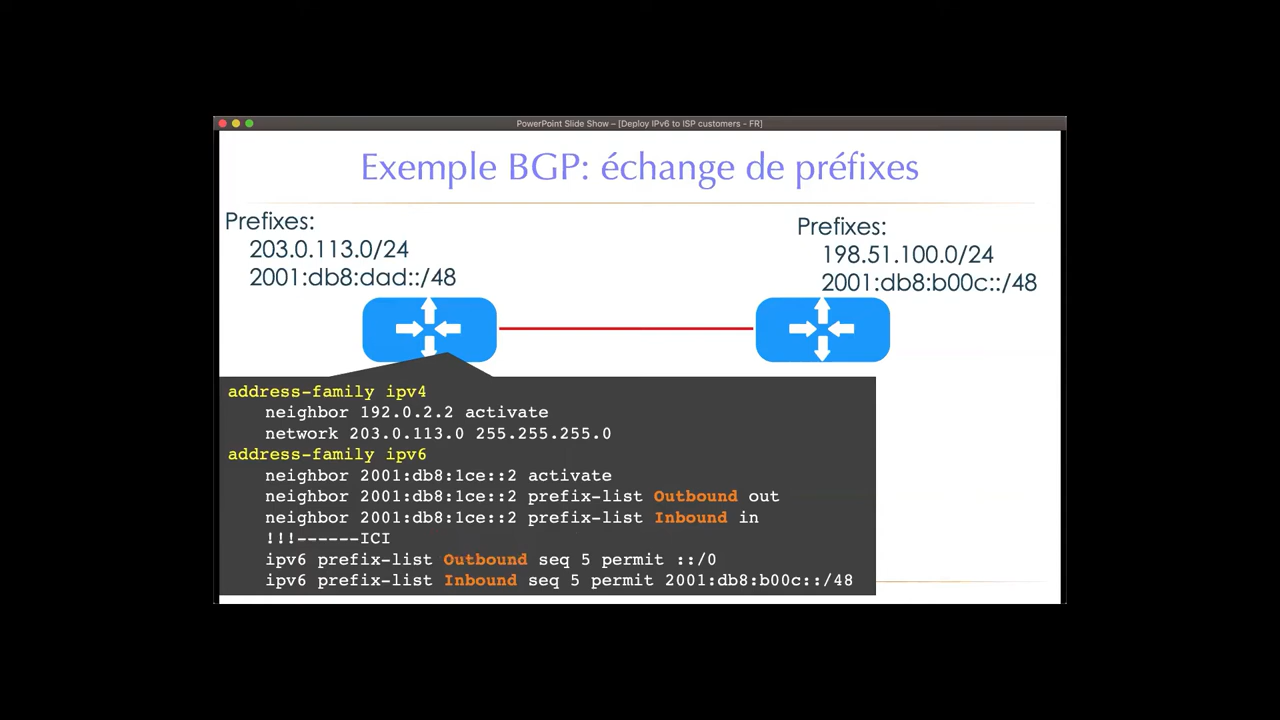 PowerPoint Slide Show – [Deploy IPv6 to ISP customers - FR]
Exemple BGP: échange de préfixes
Prefixes:
203.0.113.0/24
2001:db8:dad::/48
Prefixes:
198.51.100.0/24
2001:db8:b00c::/48
address-family ipv4
neighbor 192.0.2.2 activate
network 203.0.113.0 255.255.255.0
address-family ipv6
neighbor 2001:db8:1ce::2 activate
neighbor 2001:db8:1ce::2 prefix-list Outbound out
neighbor 2001:db8:1ce::2 prefix-list Inbound in
!!!------ICI
ipv6 prefix-list Outbound seq 5 permit ::/0
ipv6 prefix-list Inbound seq 5 permit 2001:db8:b00c::/48